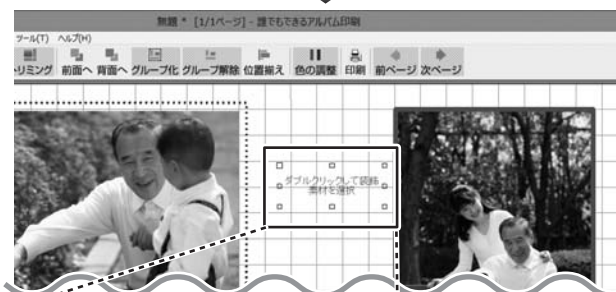 無題 * [1/1ページ] - 誰でもできるアルバム印刷
ツール(T) ヘルプ(H)
トリミング 前面へ 背面へ グループ化 グループ解除 位置揃え 色の調整 印刷 前ページ 次ページ
ダブルクリックして装飾
素材を選択